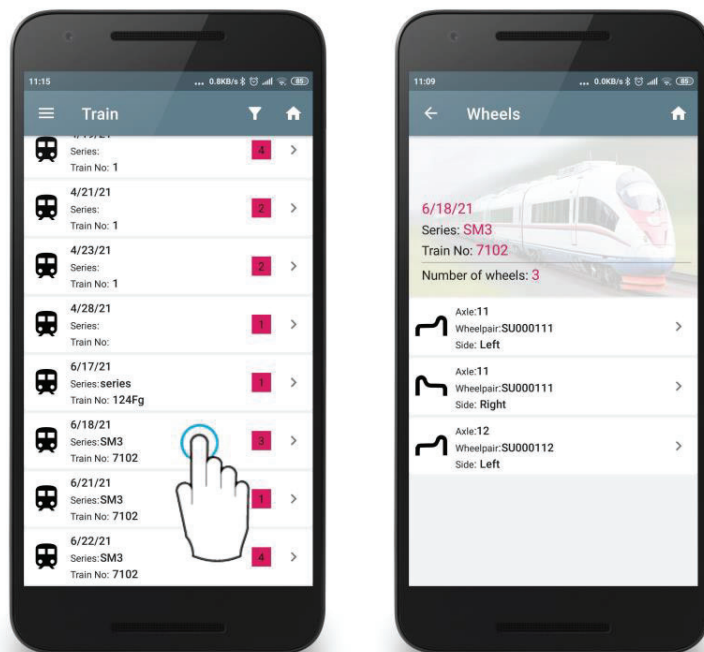 11:15
... 0.8KB/s 85
Train
4/19/21
Series:
Train No: 1
4
4/21/21
Series:
Train No: 1
2
4/23/21
Series:
Train No: 1
2
4/28/21
Series:
Train No:
1
6/17/21
Series:series
Train No: 124Fg
1
6/18/21
Series:SM3
Train No: 7102
3
6/21/21
Series:SM3
Train No: 7102
1
6/22/21
Series:SM3
Train No: 7102
4
11:09
... 0.0KB/s 85
Wheels
6/18/21
Series: SM3
Train No: 7102
Number of wheels: 3
Axle:11
Wheelpair:SU000111
Side: Left
Axle:11
Wheelpair:SU000111
Side: Right
Axle:12
Wheelpair:SU000112
Side: Left